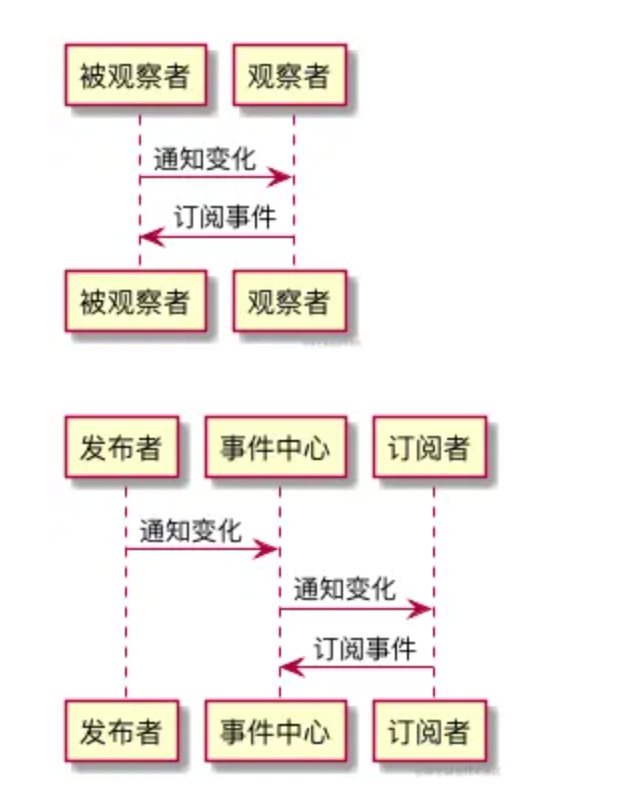 被观察者 观察者
通知变化
订阅事件
被观察者 观察者
发布者 事件中心 订阅者
通知变化
通知变化
订阅事件
发布者 事件中心 订阅者